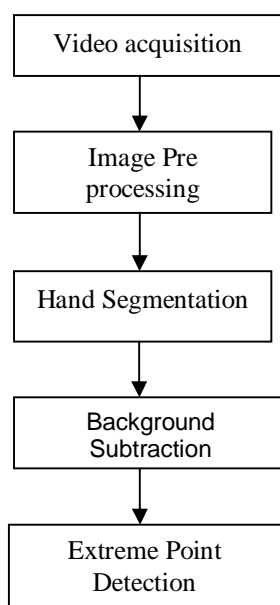 Video acquisition
Image Pre
processing
Hand Segmentation
Background
Subtraction
Extreme Point
Detection